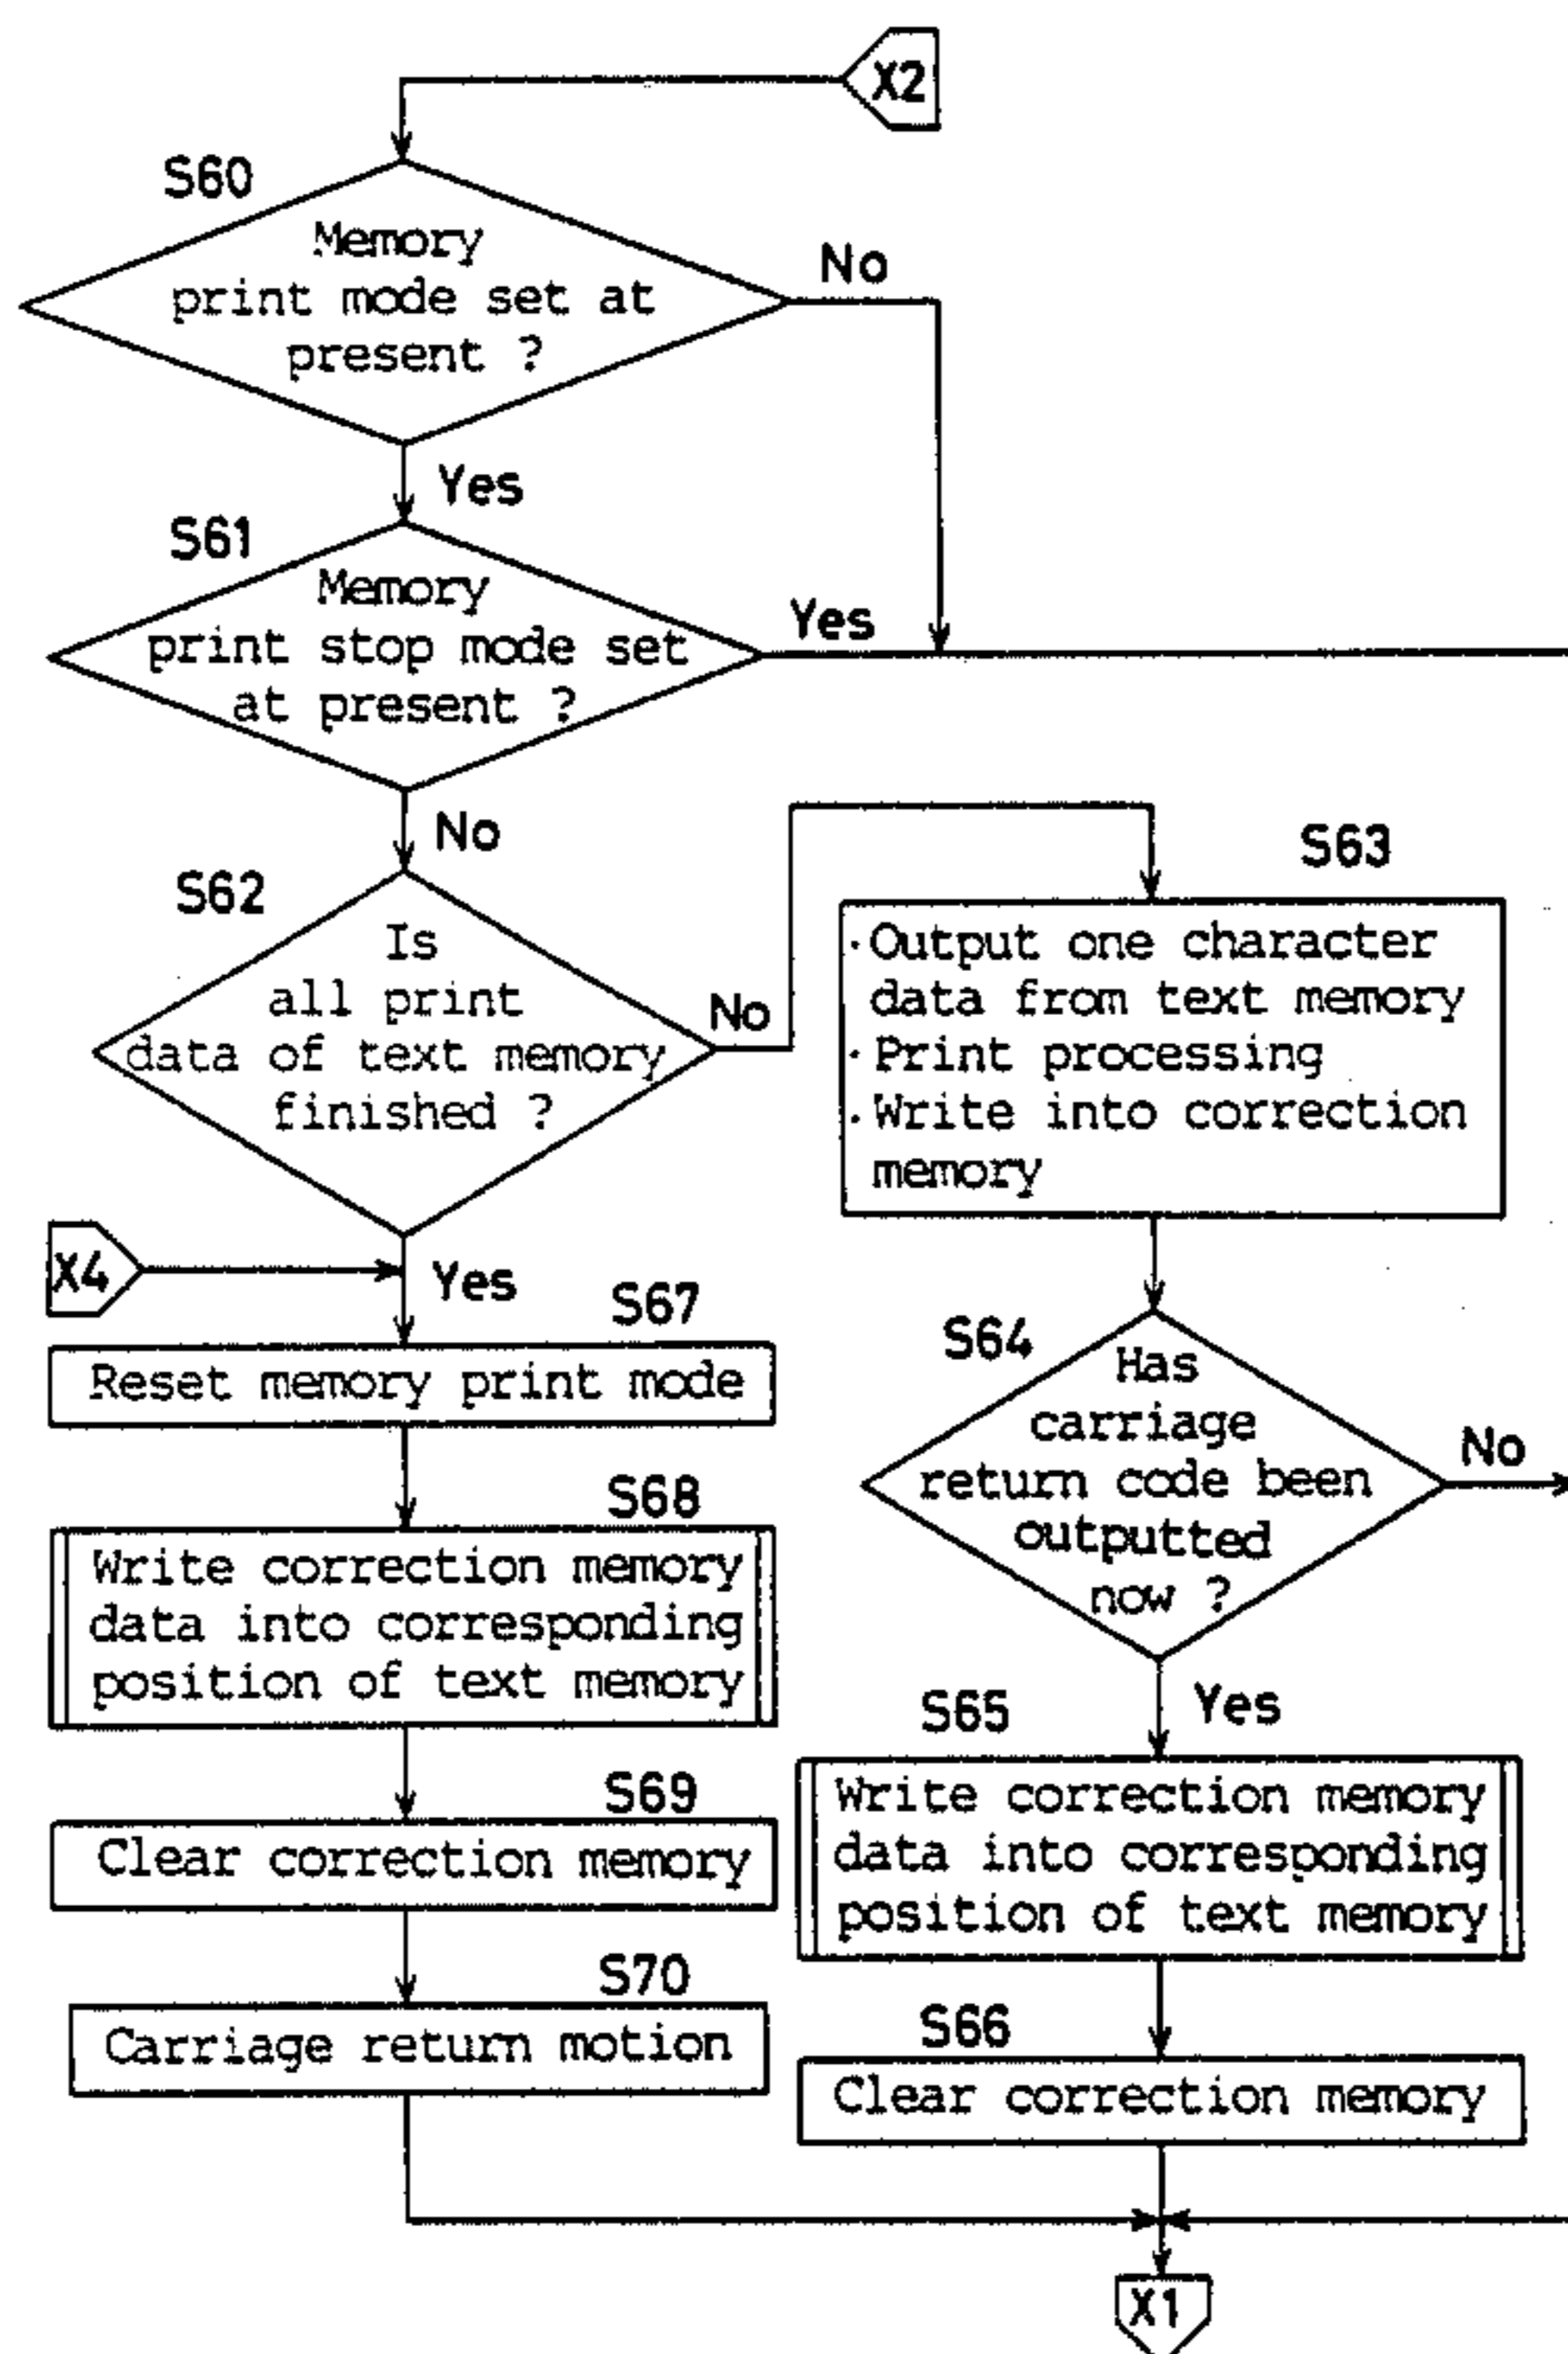 X2
S60
Memory
print mode set at
present ?
No
Yes
S61
Memory
print stop mode set
at present ?
Yes
No
S62
Is
all print
data of text memory
finished ?
No
S63
·Output one character
data from text memory
·Print processing
·Write into correction
memory
X4
Yes
S67
Reset memory print mode
S64
Has
carriage
return code been
outputted
now ?
No
S68
Write correction memory
data into corresponding
position of text memory
Yes
S65
Write correction memory
data into corresponding
position of text memory
S69
Clear correction memory
S70
Carriage return motion
S66
Clear correction memory
X1